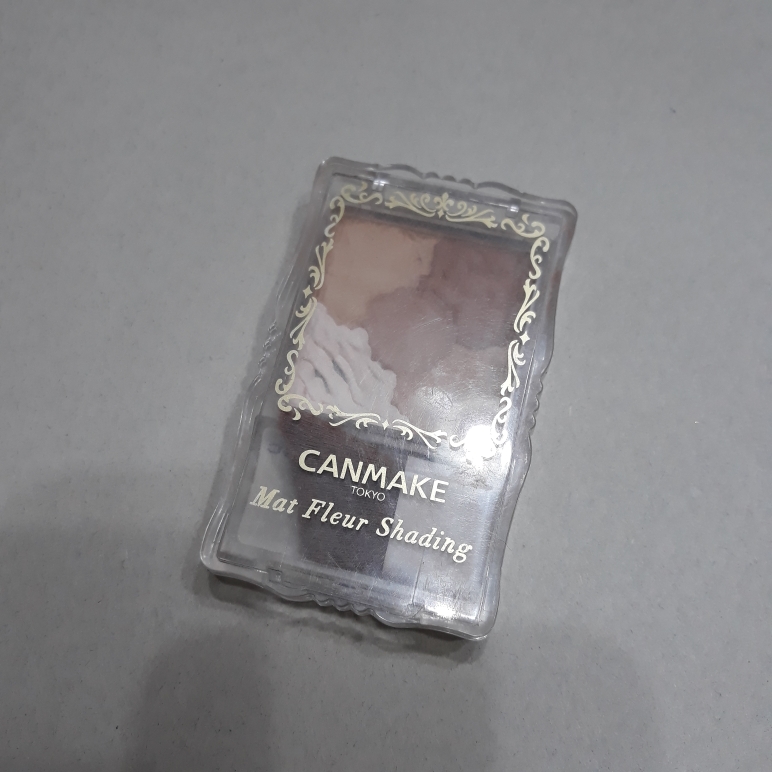 CANMAKE
TOKYO
Mat Fleur Shading